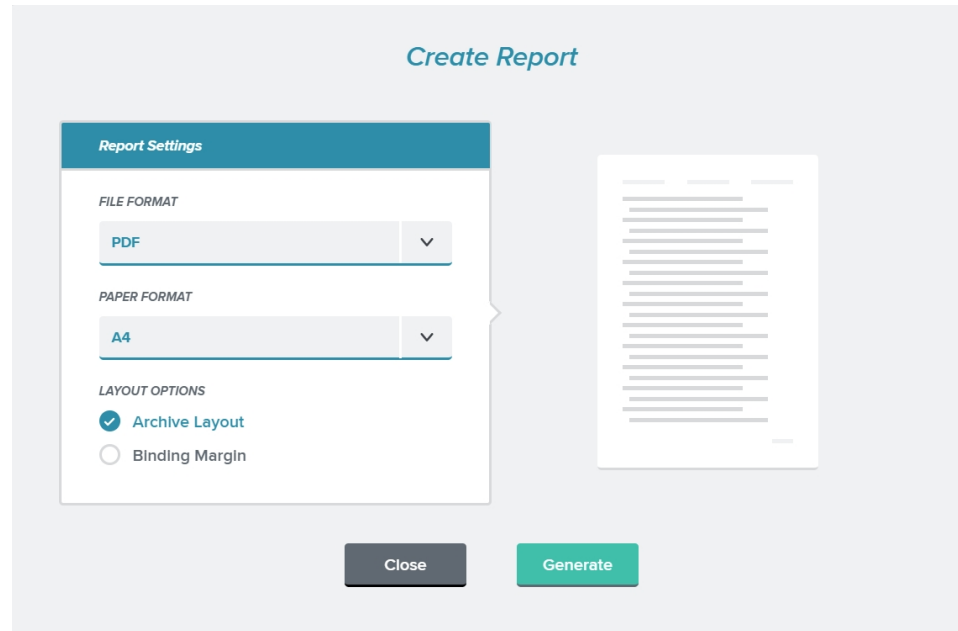 Create Report
Report Settings
FILE FORMAT
PDF
PAPER FORMAT
A4
LAYOUT OPTIONS
Archive Layout
Binding Margin
Close
Generate